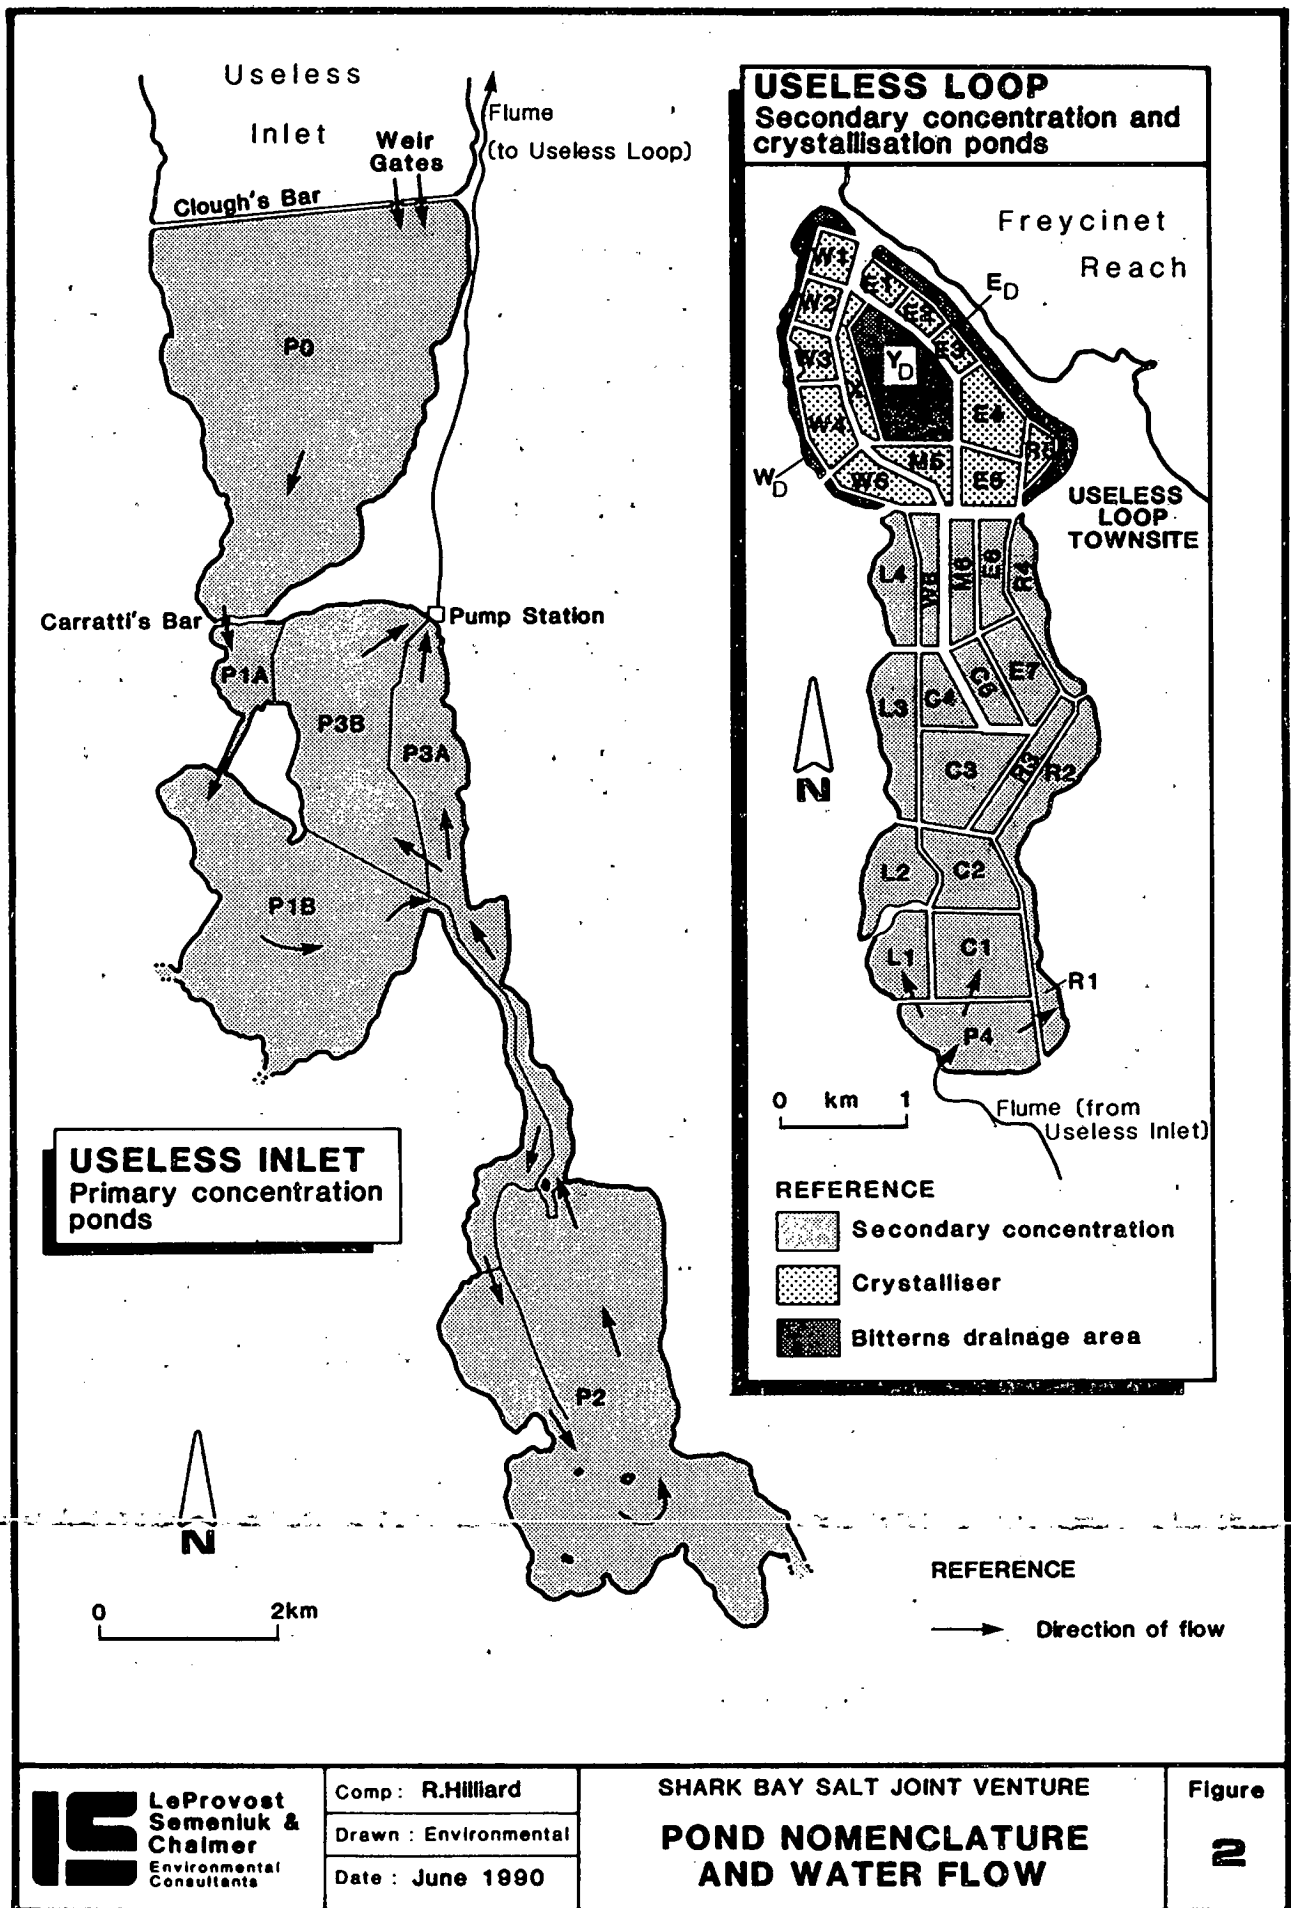 Useless
Inlet
Flume
(to Useless Loop)
Weir
Gates
Clough's Bar
P0
Carratti's Bar
Pump Station
P1A
P3B
P3A
P1B
P2
USELESS INLET
Primary concentration
ponds
N
0 2km
USELESS LOOP
Secondary concentration and
crystallisation ponds
Freycinet
Reach
W1
E1
ED
W2
E2
W3
E3
YD
W4
E4
M5
R5
WD
W5
E5
USELESS
LOOP
TOWNSITE
L4
W6
M6
E6
R4
L3
C4
C6
E7
C3
R3
R2
N
L2
C2
L1
C1
R1
P4
0 km 1
Flume (from
Useless Inlet)
REFERENCE
Secondary concentration
Crystalliser
Bitterns drainage area
REFERENCE
Direction of flow
LeProvost
Semeniuk &
Chalmer
Environmental
Consultants
Comp: R.Hilliard
Drawn: Environmental
Date: June 1990
SHARK BAY SALT JOINT VENTURE
POND NOMENCLATURE
AND WATER FLOW
Figure
2